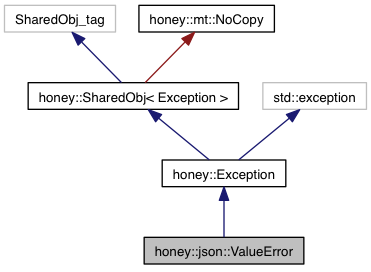 SharedObj_tag
honey::mt::NoCopy
honey::SharedObj< Exception >
std::exception
honey::Exception
honey::json::ValueError